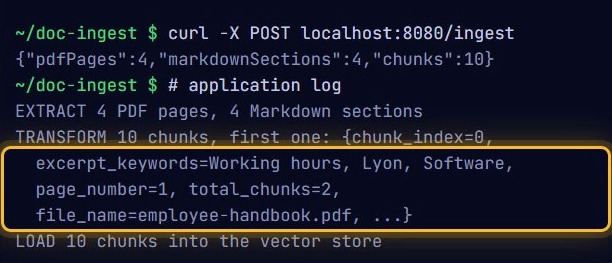 ~/doc-ingest $ curl -X POST localhost:8080/ingest
{"pdfPages":4,"markdownSections":4,"chunks":10}
~/doc-ingest $ # application log
EXTRACT 4 PDF pages, 4 Markdown sections
TRANSFORM 10 chunks, first one: {chunk_index=0,
excerpt_keywords=Working hours, Lyon, Software,
page_number=1, total_chunks=2,
file_name=employee-handbook.pdf, ...}
LOAD 10 chunks into the vector store